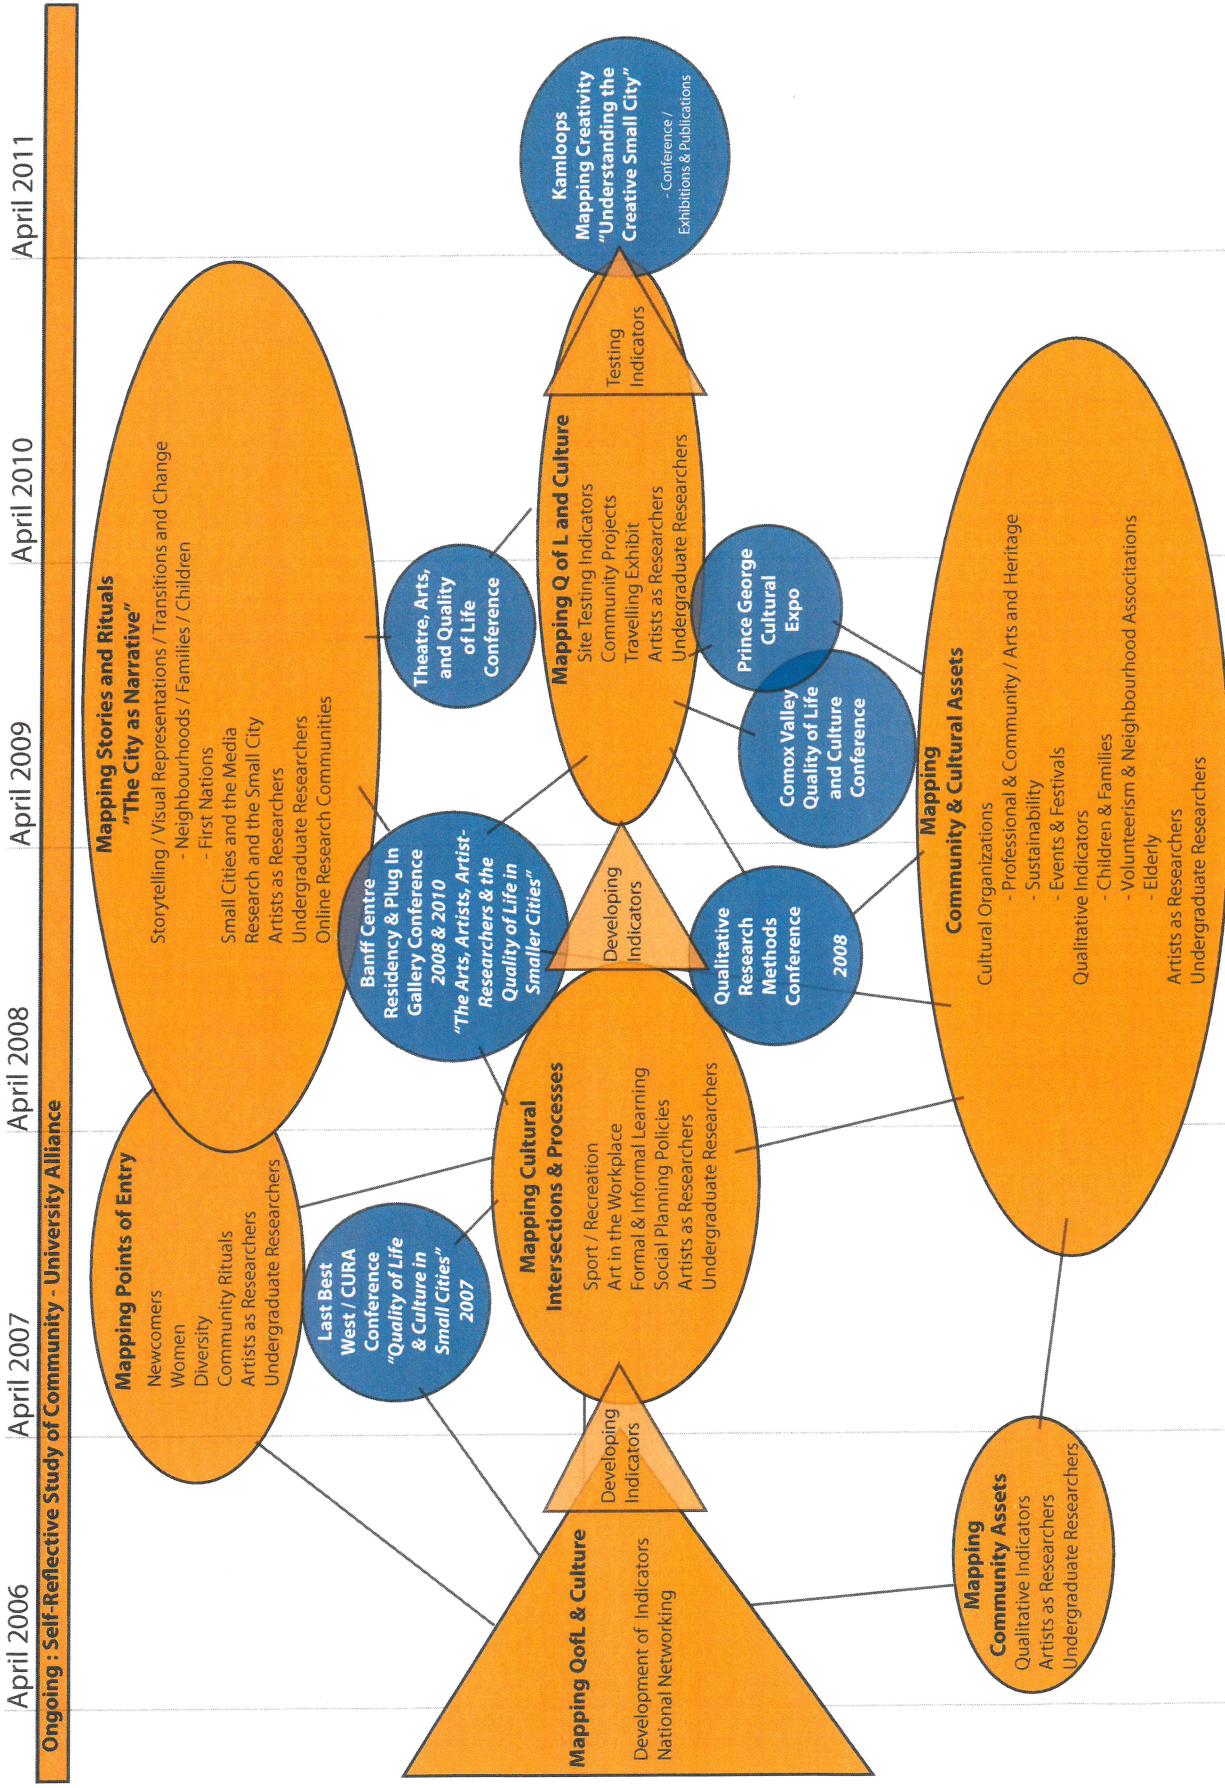 April 2006
April 2007
April 2008
April 2009
April 2010
April 2011
Ongoing : Self-Reflective Study of Community - University Alliance
Mapping Points of Entry
Newcomers
Women
Diversity
Community Rituals
Artists as Researchers
Undergraduate Researchers
Mapping Stories and Rituals
"The City as Narrative"
Storytelling / Visual Representations / Transitions and Change
- Neighbourhoods / Families / Children
- First Nations
Small Cities and the Media
Research and the Small City
Artists as Researchers
Undergraduate Researchers
Online Research Communities
Last Best
West / CURA
Conference
"Quality of Life
& Culture in
Small Cities"
2007
Banff Centre
Residency & Plug In
Gallery Conference
2008 & 2010
"The Arts, Artists, Artist-
Researchers & the
Quality of Life in
Smaller Cities"
Theatre, Arts,
and Quality
of Life
Conference
Mapping QofL & Culture
Development of Indicators
National Networking
Developing
Indicators
Mapping Cultural
Intersections & Processes
Sport / Recreation
Art in the Workplace
Formal & Informal Learning
Social Planning Policies
Artists as Researchers
Undergraduate Researchers
Developing
Indicators
Mapping Q of L and Culture
Site Testing Indicators
Community Projects
Travelling Exhibit
Artists as Researchers
Undergraduate Researchers
Testing
Indicators
Kamloops
Mapping Creativity
"Understanding the
Creative Small City"
- Conference /
Exhibitions & Publications
Qualitative
Research
Methods
Conference
2008
Comox Valley
Quality of Life
and Culture
Conference
Prince George
Cultural
Expo
Mapping
Community Assets
Qualitative Indicators
Artists as Researchers
Undergraduate Researchers
Mapping
Community & Cultural Assets
Cultural Organizations
- Professional & Community / Arts and Heritage
- Sustainability
- Events & Festivals
Qualitative Indicators
- Children & Families
- Volunteerism & Neighbourhood Associtations
- Elderly
Artists as Researchers
Undergraduate Researchers